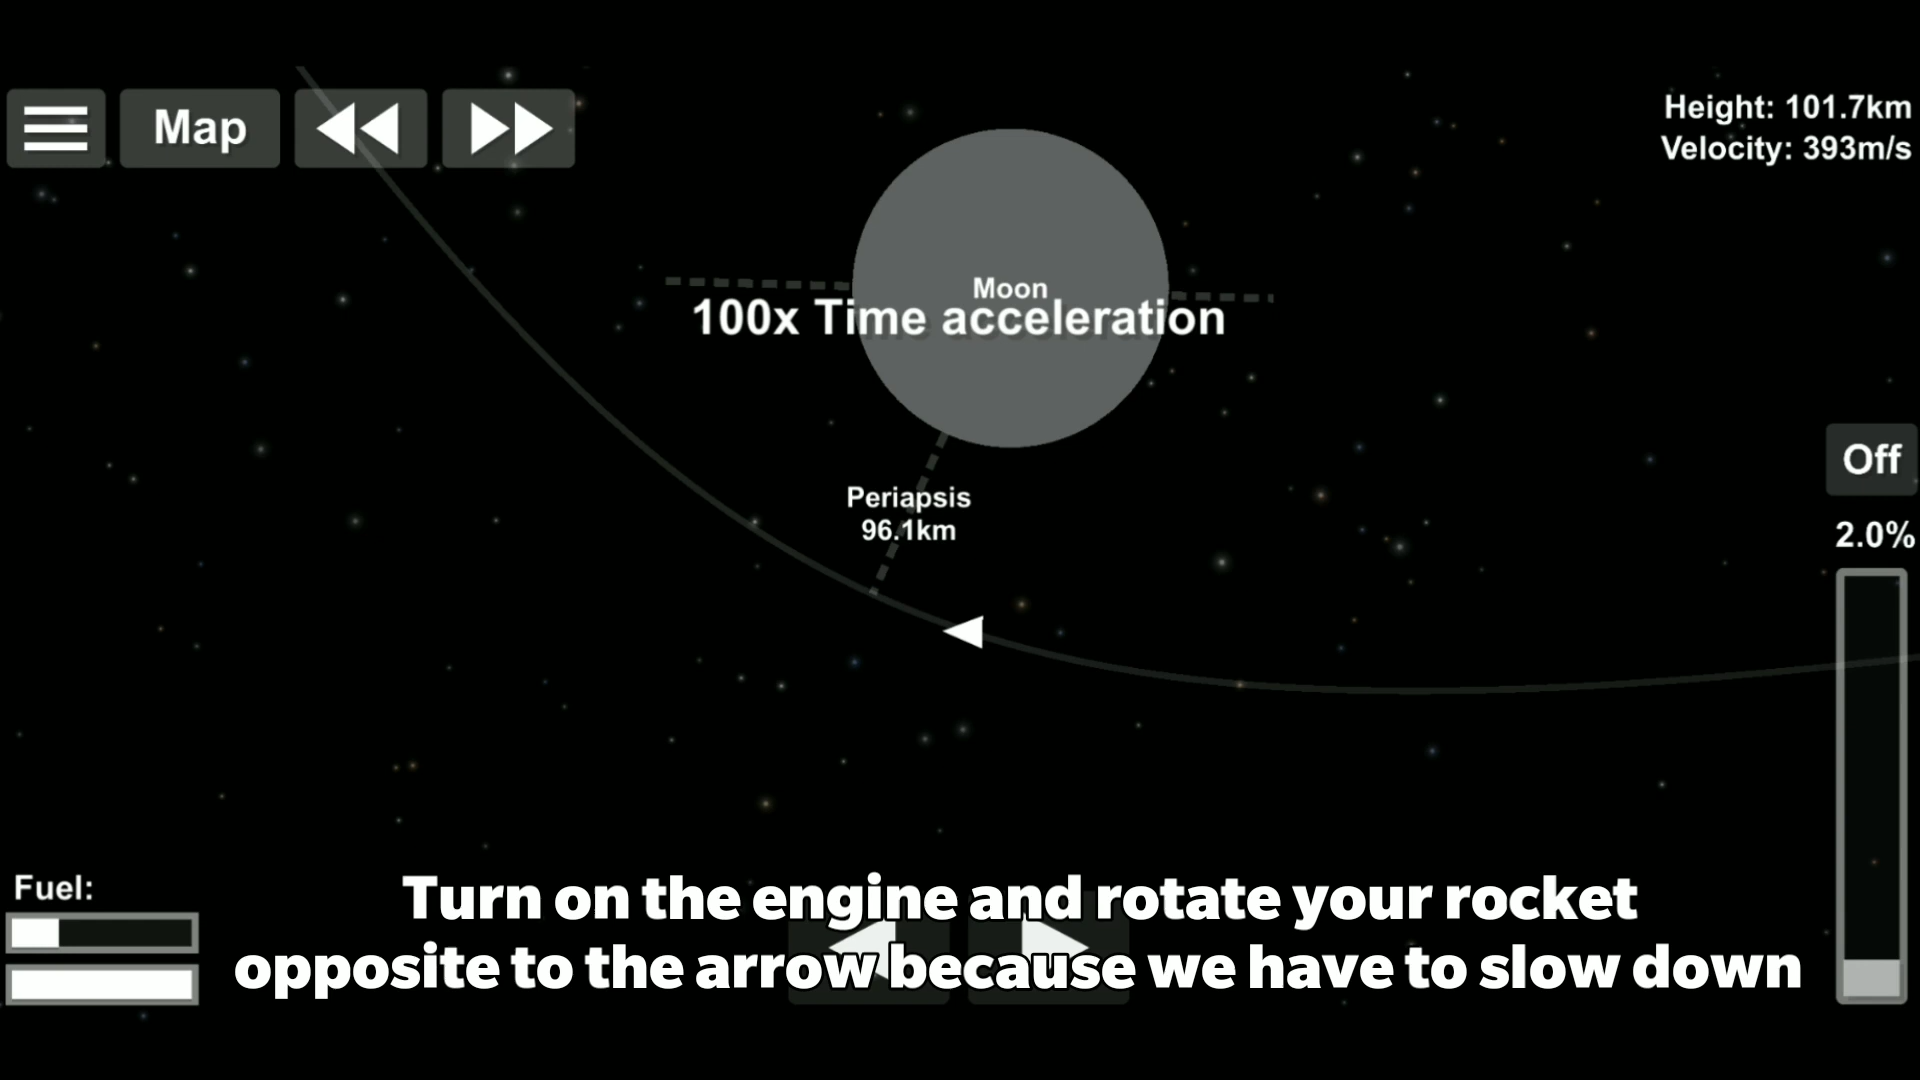 Map
Height: 101.7km
Velocity: 393m/s
Moon
100x Time acceleration
Off
Periapsis
96.1km
2.0%
Fuel:
Turn on the engine and rotate your rocket
opposite to the arrow because we have to slow down